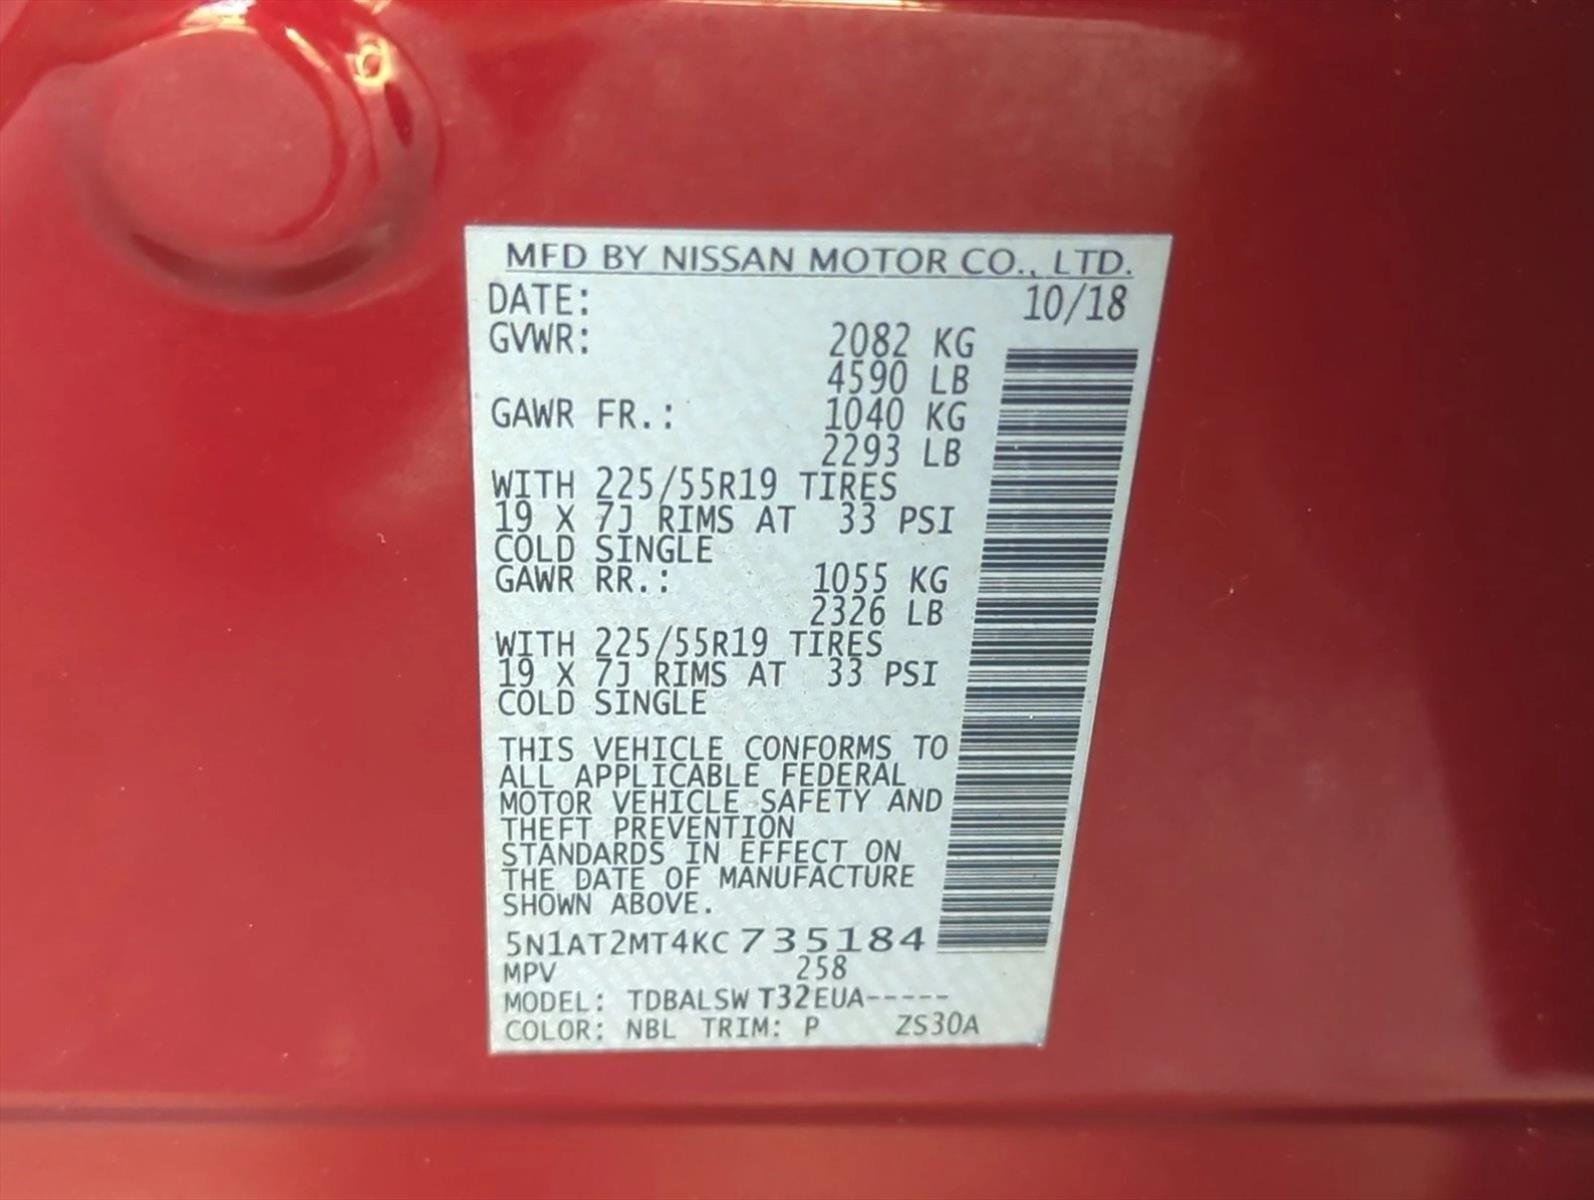 MFD BY NISSAN MOTOR CO., LTD.
DATE: 10/18
GVWR: 2082 KG
4590 LB
GAWR FR.: 1040 KG
2293 LB
WITH 225/55R19 TIRES
19 X 7J RIMS AT 33 PSI
COLD SINGLE
GAWR RR.: 1055 KG
2326 LB
WITH 225/55R19 TIRES
19 X 7J RIMS AT 33 PSI
COLD SINGLE
THIS VEHICLE CONFORMS TO
ALL APPLICABLE FEDERAL
MOTOR VEHICLE SAFETY AND
THEFT PREVENTION
STANDARDS IN EFFECT ON
THE DATE OF MANUFACTURE
SHOWN ABOVE.
5N1AT2MT4KC735184
MPV 258
MODEL: TDBALSW T32EUA-----
COLOR: NBL TRIM: P ZS30A